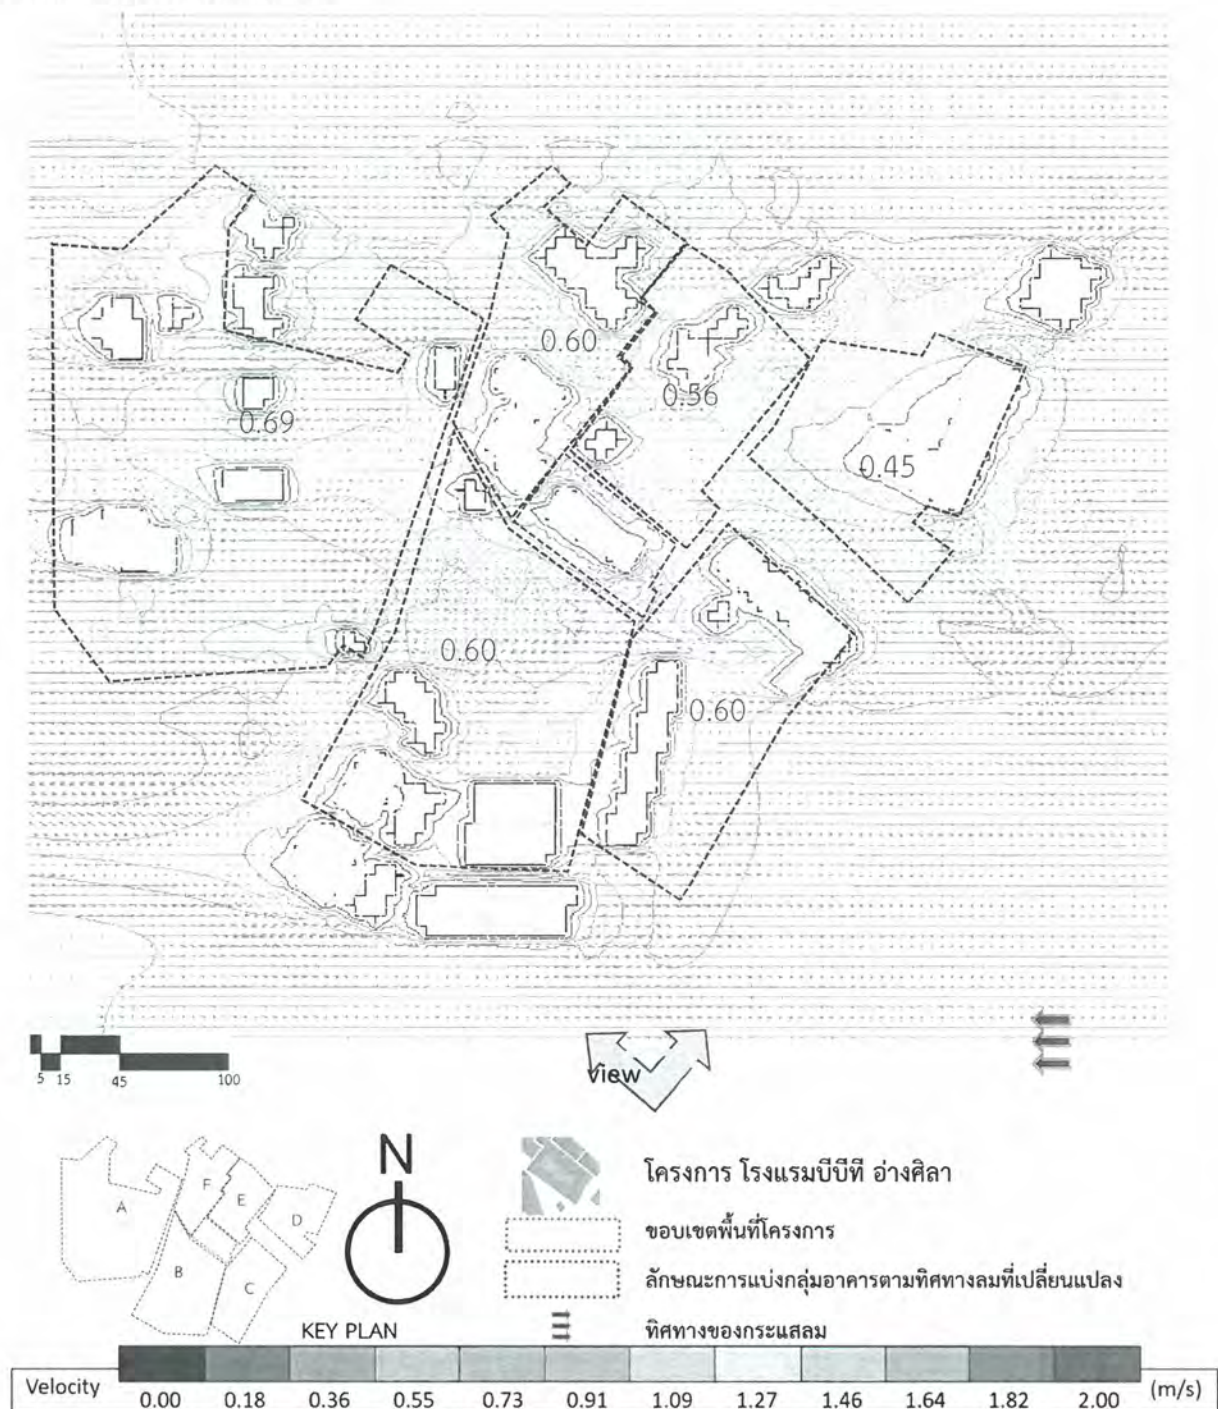 0.60
0.56
0.69
0.45
0.60
0.60
5 15 45 100
view
N
A
F
E
D
B
C
KEY PLAN
โครงการ โรงแรมบีบีที อ่างศิลา
ขอบเขตพื้นที่โครงการ
ลักษณะการแบ่งกลุ่มอาคารตามทิศทางลมที่เปลี่ยนแปลง
ทิศทางของกระแสลม
Velocity 0.00 0.18 0.36 0.55 0.73 0.91 1.09 1.27 1.46 1.64 1.82 2.00 (m/s)